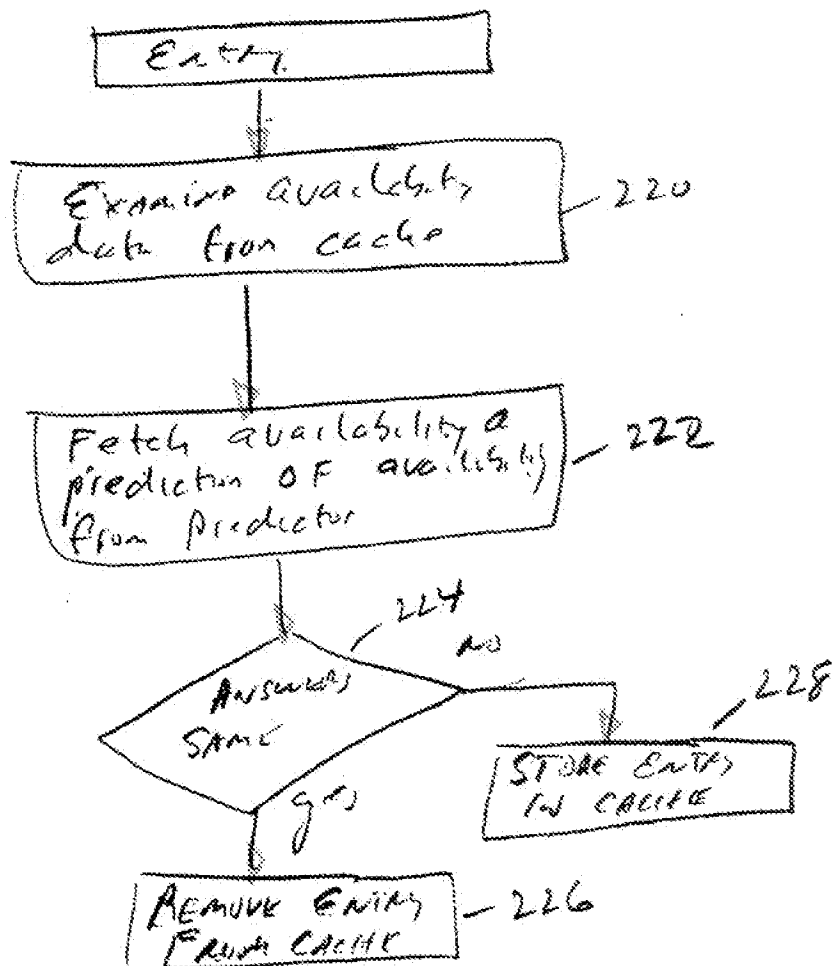 Entry
Examine availability
data from cache
220
Fetch availability a
prediction OF availability
from Predictor
222
224
NO
ANSWERS
SAME
228
STORE ENTRY
IN CACHE
yes
REMOVE ENTRY
FROM CACHE
226